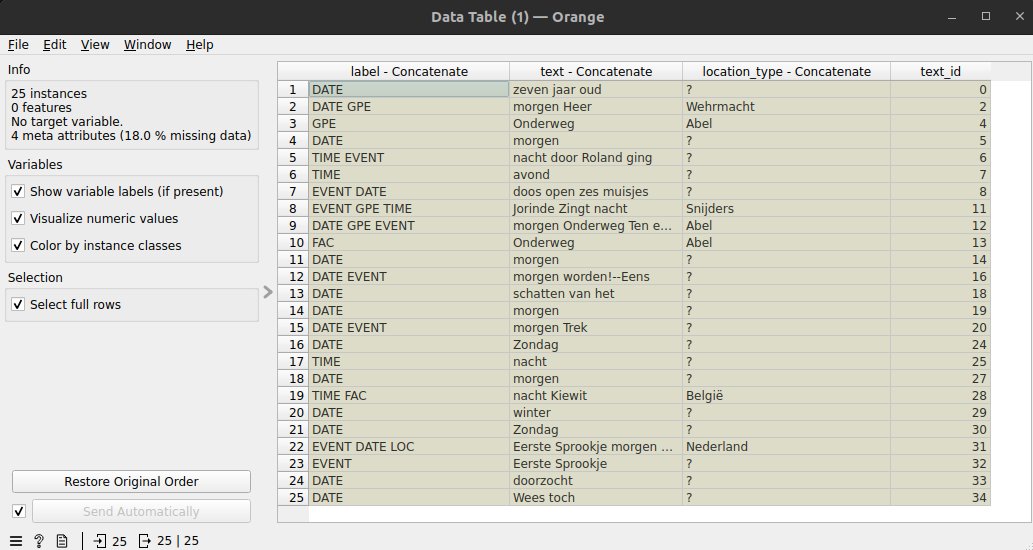 Data Table (1) — Orange
File Edit View Window Help
Info
25 instances
0 features
No target variable.
4 meta attributes (18.0 % missing data)
Variables
Show variable labels (if present)
Visualize numeric values
Color by instance classes
Selection
Select full rows
Restore Original Order
Send Automatically
25 25 | 25
label - Concatenate text - Concatenate location_type - Concatenate text_id
1 DATE zeven jaar oud ? 0
2 DATE GPE morgen Heer Wehrmacht 2
3 GPE Onderweg Abel 4
4 DATE morgen ? 5
5 TIME EVENT nacht door Roland ging ? 6
6 TIME avond ? 7
7 EVENT DATE doos open zes muisjes ? 8
8 EVENT GPE TIME Jorinde Zingt nacht Snijders 11
9 DATE GPE EVENT morgen Onderweg Ten e... Abel 12
10 FAC Onderweg Abel 13
11 DATE morgen ? 14
12 DATE EVENT morgen worden!--Eens ? 16
13 DATE schatten van het ? 18
14 DATE morgen ? 19
15 DATE EVENT morgen Trek ? 20
16 DATE Zondag ? 24
17 TIME nacht ? 25
18 DATE morgen ? 27
19 TIME FAC nacht Kiewit België 28
20 DATE winter ? 29
21 DATE Zondag ? 30
22 EVENT DATE LOC Eerste Sprookje morgen ... Nederland 31
23 EVENT Eerste Sprookje ? 32
24 DATE doorzocht ? 33
25 DATE Wees toch ? 34